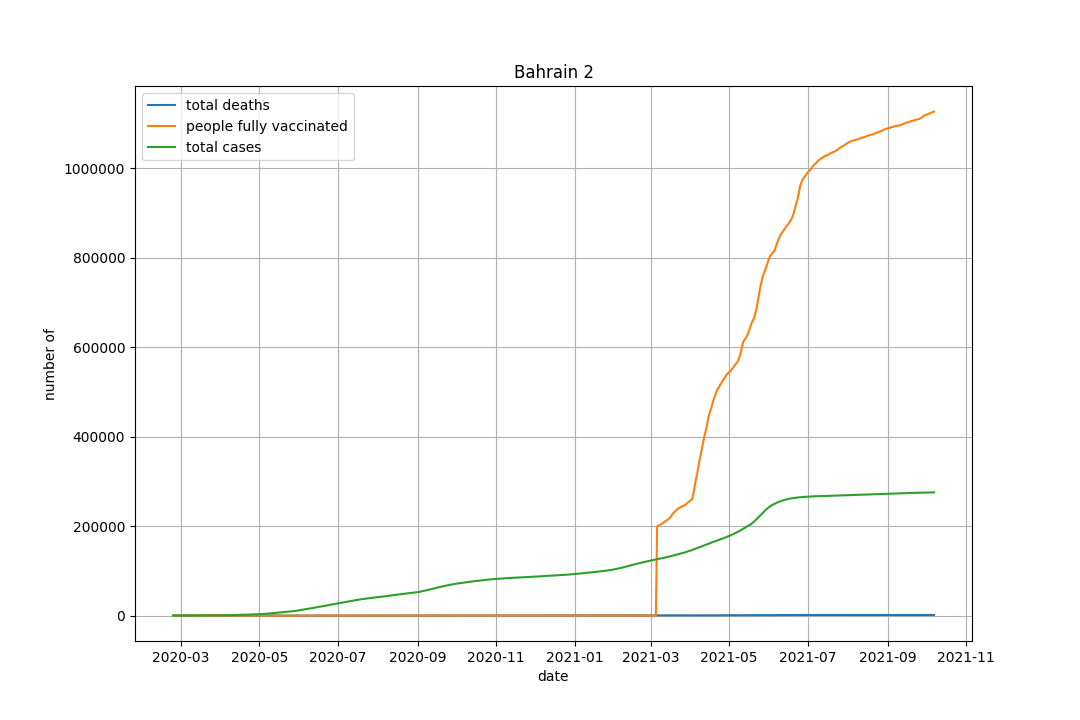 Bahrain 2
total deaths
people fully vaccinated
total cases
1000000
800000
600000
400000
200000
0
number of
2020-03 2020-05 2020-07 2020-09 2020-11 2021-01 2021-03 2021-05 2021-07 2021-09 2021-11
date